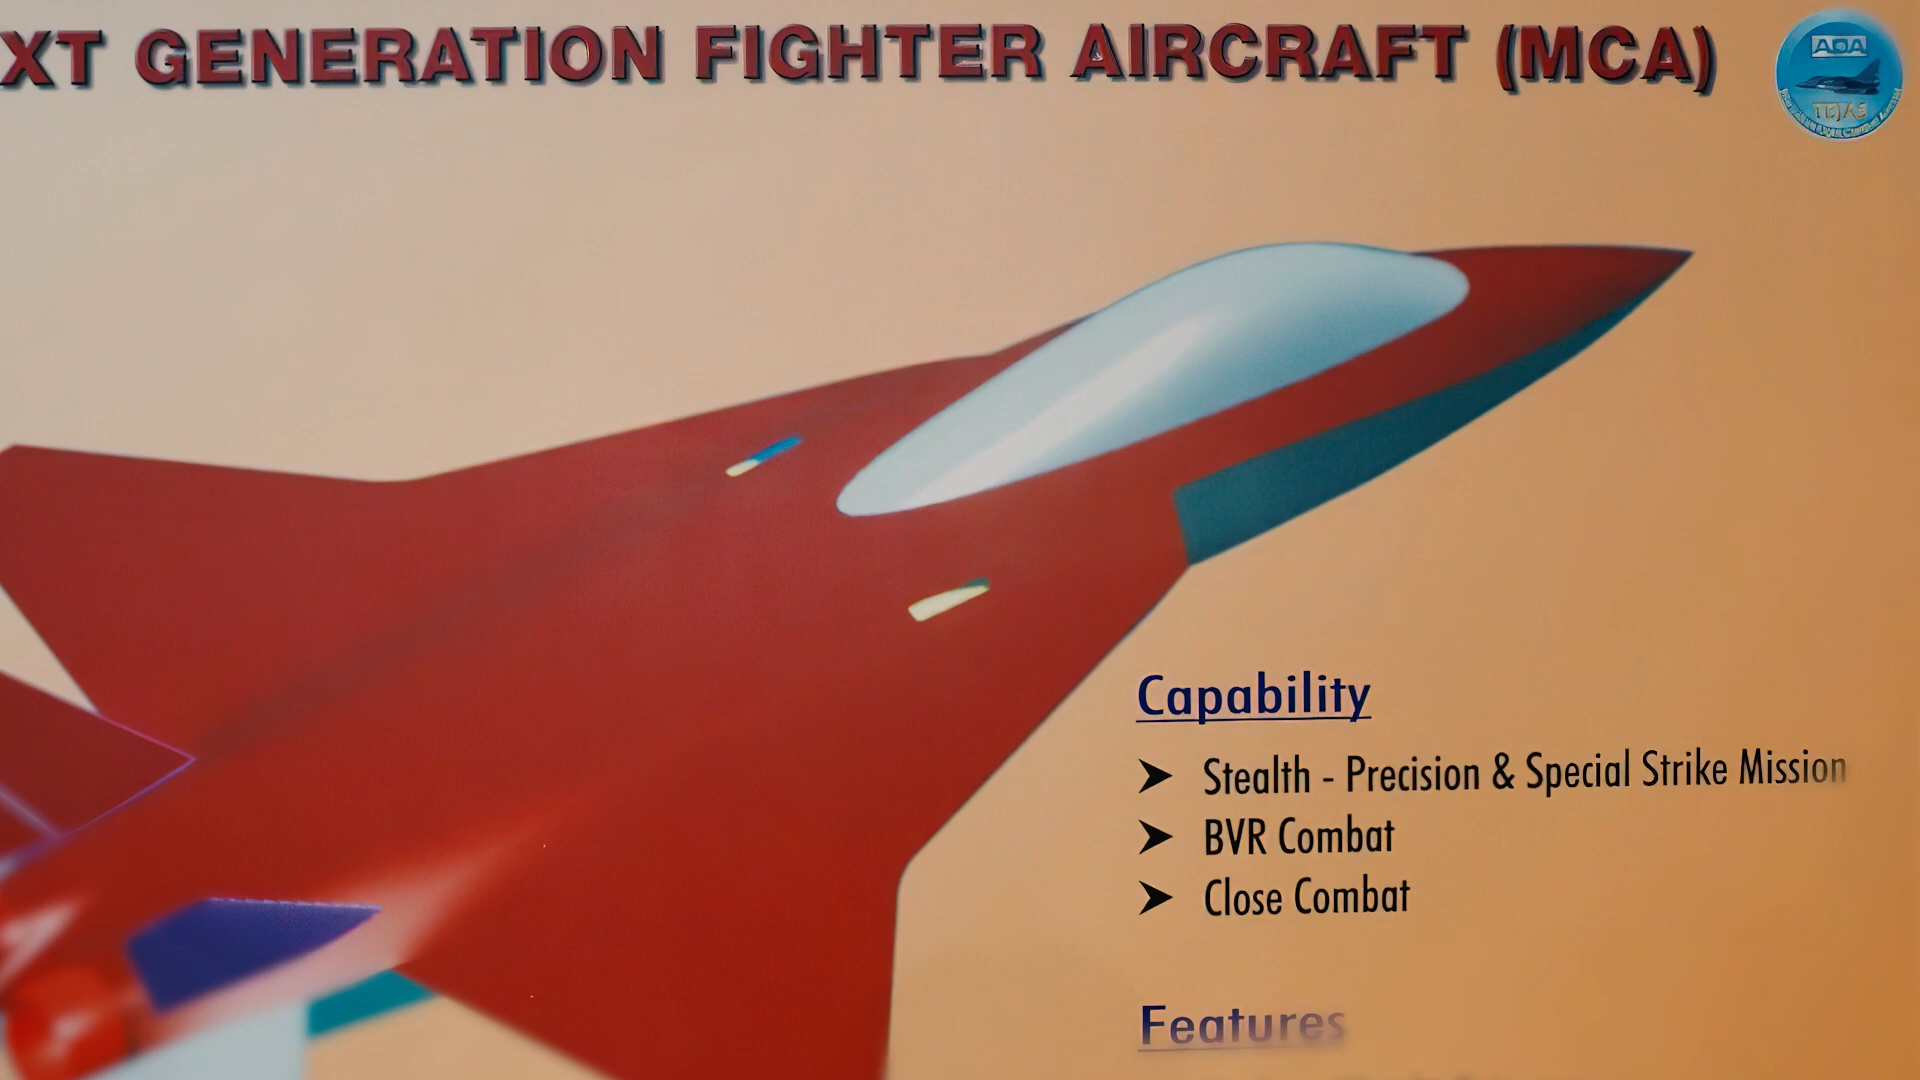 XT GENERATION FIGHTER AIRCRAFT (MCA)
ADA
TEJAS
Capability
➤ Stealth - Precision & Special Strike Mission
➤ BVR Combat
➤ Close Combat
Features